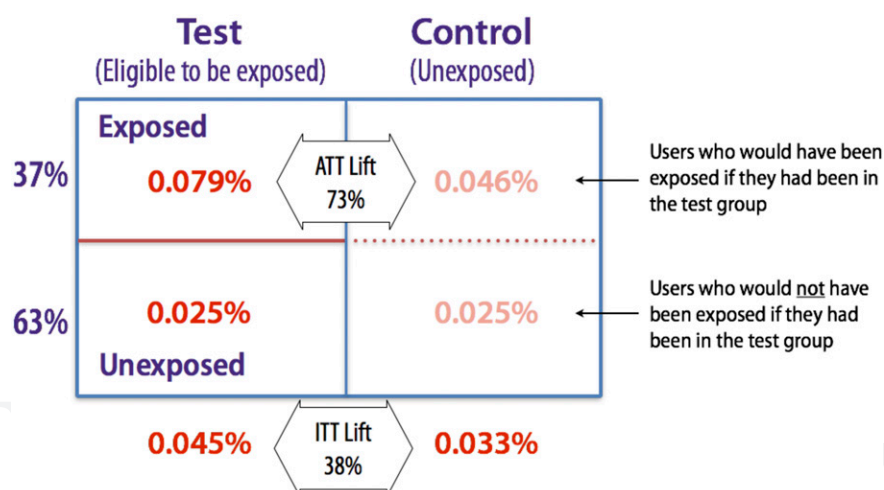 Test
(Eligible to be exposed)
Control
(Unexposed)
Exposed
37%
0.079%
ATT Lift
73%
0.046%
Users who would have been
exposed if they had been in
the test group
63%
0.025%
0.025%
Users who would not have
been exposed if they had
been in the test group
Unexposed
0.045%
ITT Lift
38%
0.033%